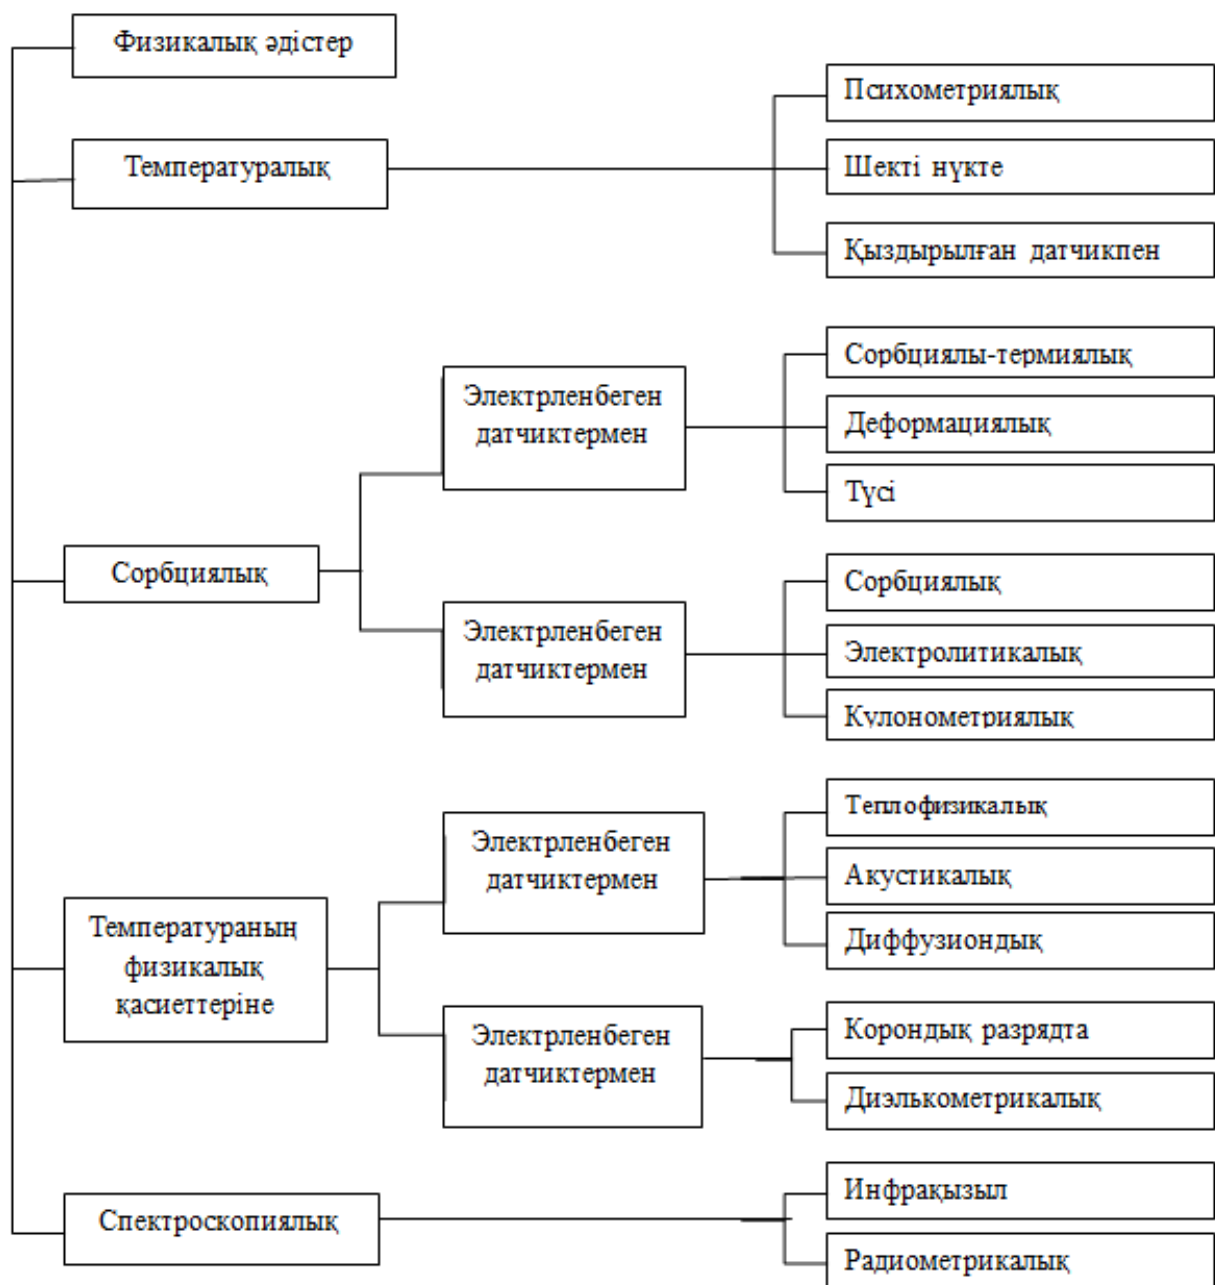 Физикалық әдістер
Температуралық
Психометриялық
Шекті нүкте
Қыздырылған датчикпен
Сорбциялық
Электрленбеген
датчиктермен
Сорбциялы-термиялық
Деформациялық
Түсі
Электрленбеген
датчиктермен
Сорбциялық
Электролитикалық
Кулонометриялық
Температураның
физикалық
қасиеттеріне
Электрленбеген
датчиктермен
Теплофизикалық
Акустикалық
Диффузиондық
Электрленбеген
датчиктермен
Корондық разрядта
Диэлькометрикалық
Спектроскопиялық
Инфрақызыл
Радиометрикалық